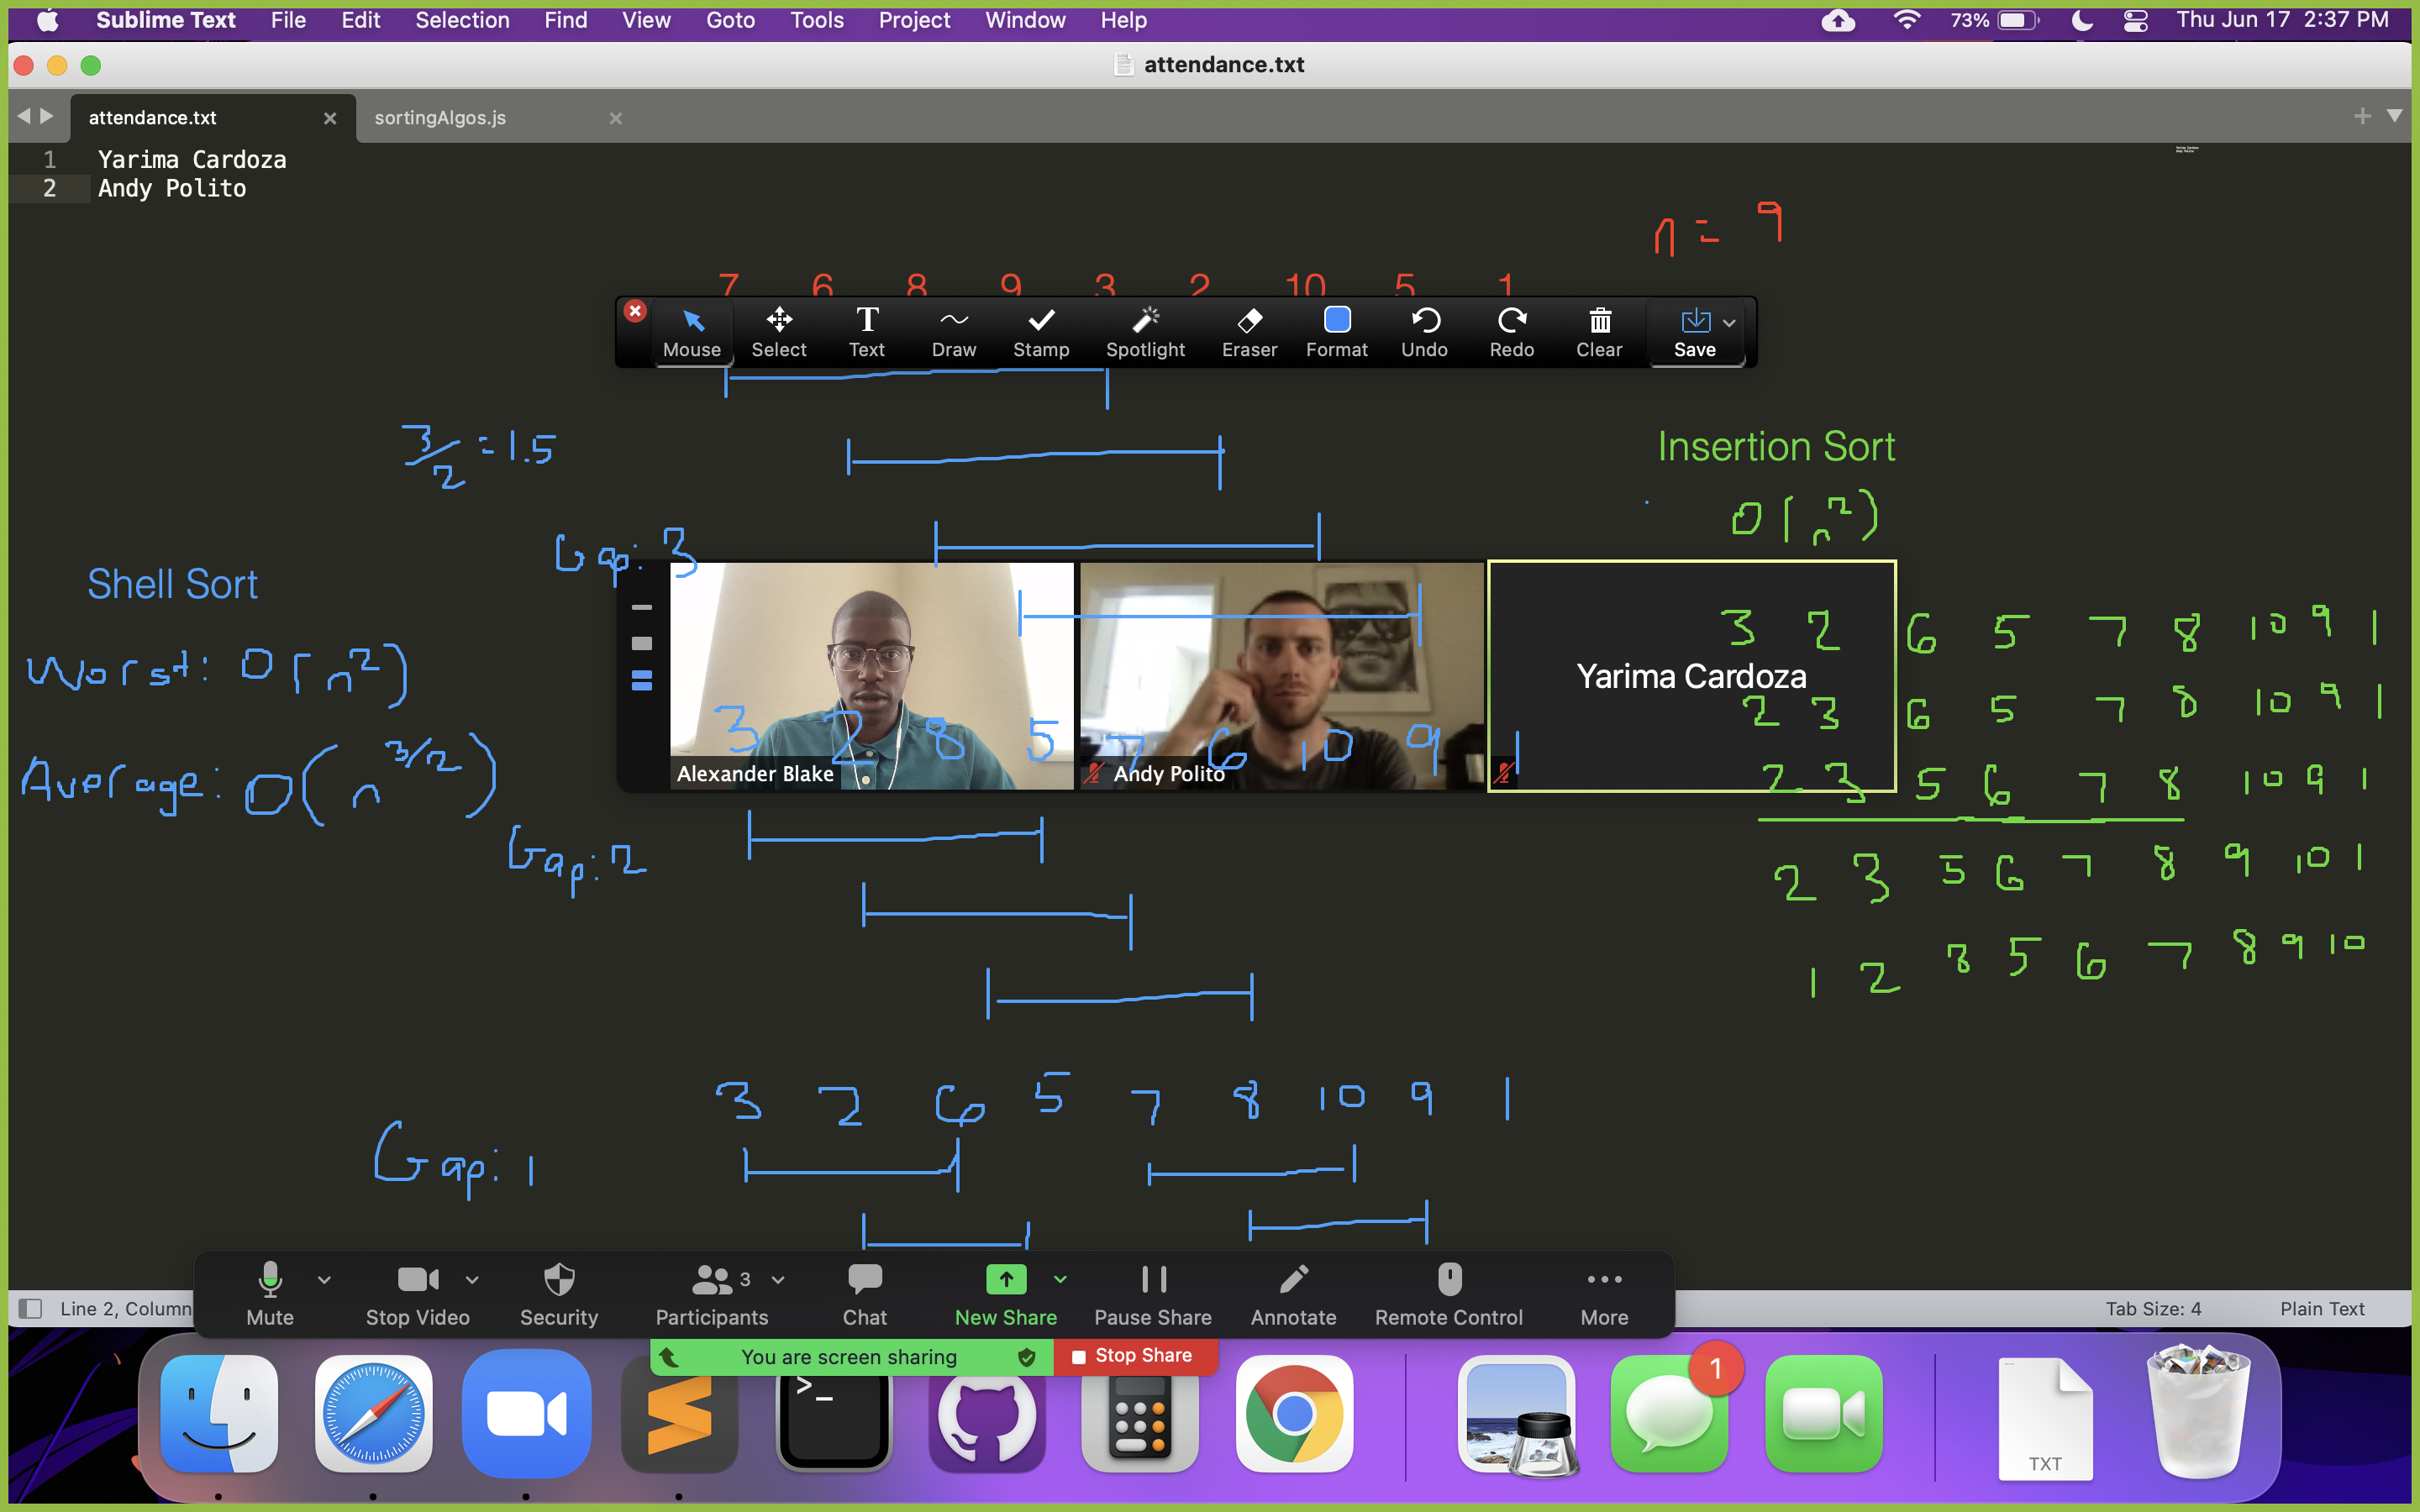 Sublime Text File Edit Selection Find View Goto Tools Project Window Help 73% Thu Jun 17 2:37 PM
attendance.txt
attendance.txt sortingAlgos.js
1 Yarima Cardoza
2 Andy Polito
n = 9
7 6 8 9 3 2 10 5 1
Mouse Select Text Draw Stamp Spotlight Eraser Format Undo Redo Clear Save
3/2 = 1.5
Insertion Sort
O(n²)
Gap: 3
Shell Sort
Worst: O(n²)
Average: O(n^3/2)
3 2 8 5 7 6 10 9 1
Alexander Blake
Andy Polito
Yarima Cardoza
3 2 6 5 7 8 10 9 1
2 3 6 5 7 8 10 9 1
2 3 5 6 7 8 10 9 1
2 3 5 6 7 8 9 10 1
1 2 3 5 6 7 8 9 10
Gap: 2
3 2 6 5 7 8 10 9 1
Gap: 1
Mute Stop Video Security Participants 3 Chat New Share Pause Share Annotate Remote Control More
Line 2, Column
Tab Size: 4 Plain Text
You are screen sharing Stop Share
1
TXT